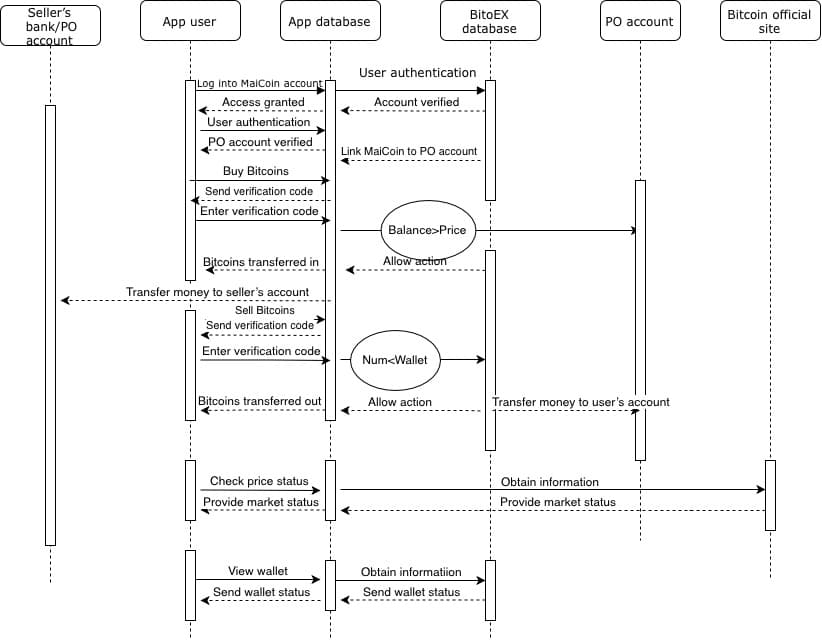 Seller's
bank/PO
account
App user
App database
BitoEX
database
PO account
Bitcoin official
site
User authentication
Log into MaiCoin account
Access granted
Account verified
User authentication
PO account verified
Link MaiCoin to PO account
Buy Bitcoins
Send verification code
Enter verification code
Balance>Price
Bitcoins transferred in
Allow action
Transfer money to seller's account
Sell Bitcoins
Send verification code
Enter verification code
Num<Wallet
Bitcoins transferred out
Allow action
Transfer money to user's account
Check price status
Obtain information
Provide market status
Provide market status
View wallet
Obtain informatiion
Send wallet status
Send wallet status